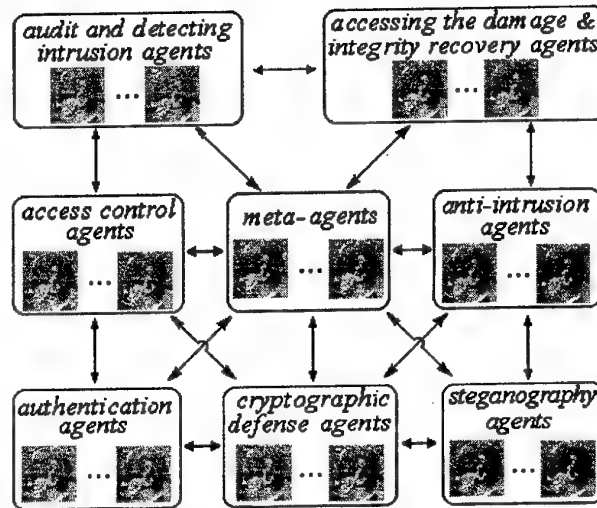 audit and detecting
intrusion agents
...
accessing the damage &
integrity recovery agents
...
access control
agents
...
meta-agents
...
anti-intrusion
agents
...
authentication
agents
...
cryptographic
defense agents
...
steganography
agents
...